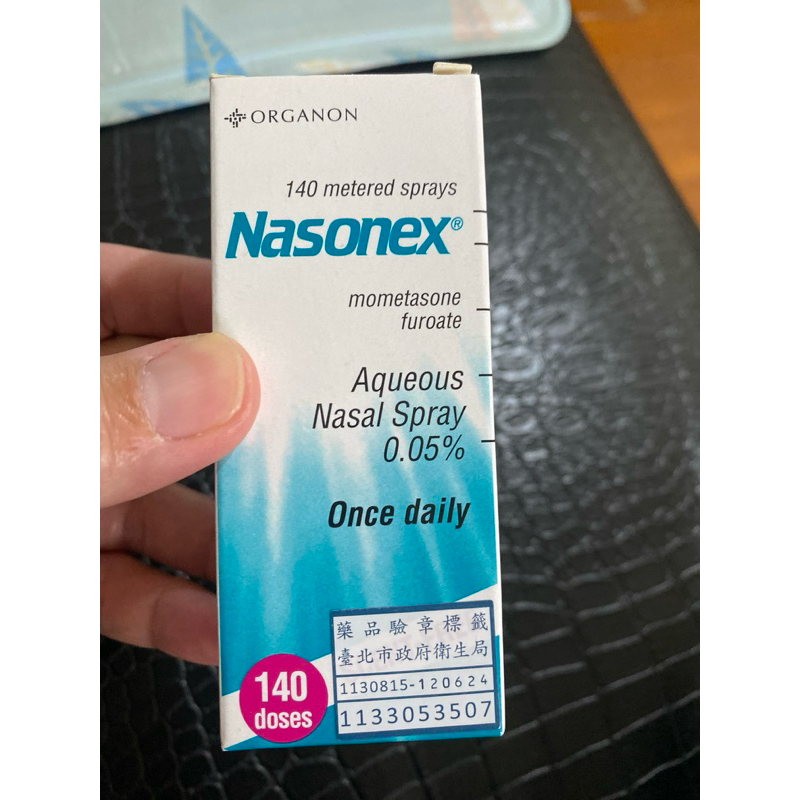 ORGANON
140 metered sprays
Nasonex®
mometasone
furoate
Aqueous
Nasal Spray
0.05%
Once daily
140
doses
藥品驗章標籤
臺北市政府衛生局
1130815-120624
1133053507